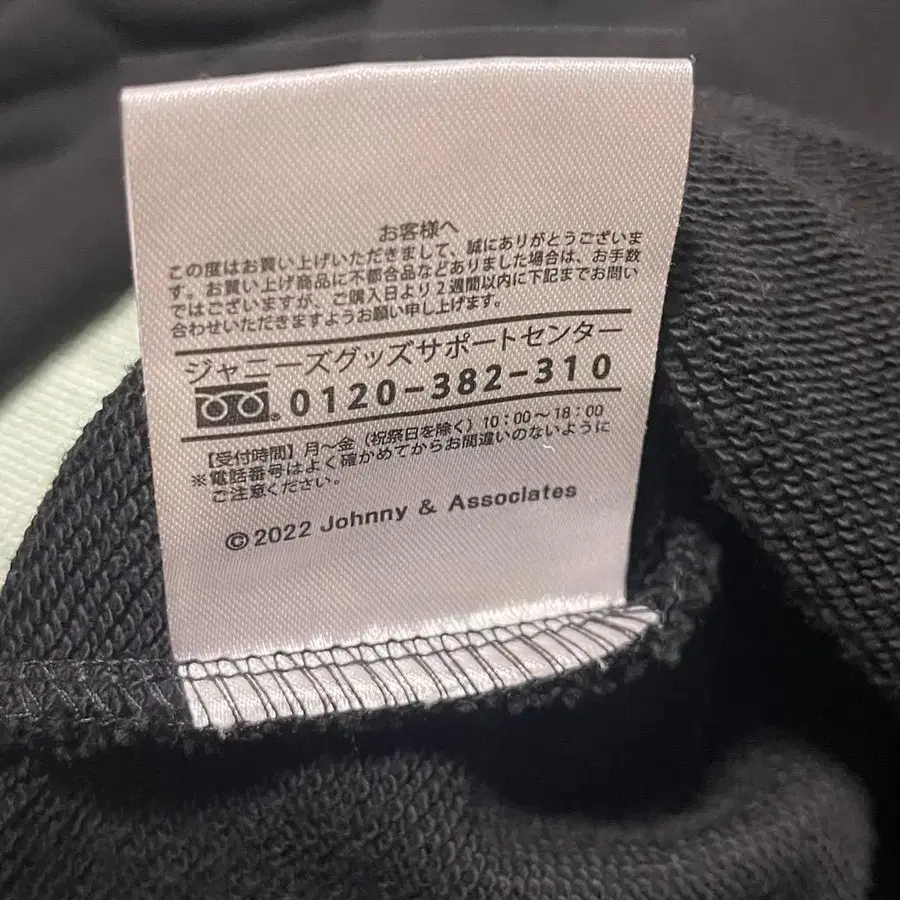 お客様へ
この度はお買い上げいただきまして、誠にありがとうございま
す。お買い上げ商品に不都合品などありました場合は、お手数
ではございますが、ご購入日より2週間以内に下記までお問い
合わせいただきますようお願い申し上げます。
ジャニーズグッズサポートセンター
0120-382-310
【受付時間】月～金（祝祭日を除く）10:00～18:00
※電話番号はよく確かめてからお間違いのないように
ご注意ください。
©2022 Johnny & Associates